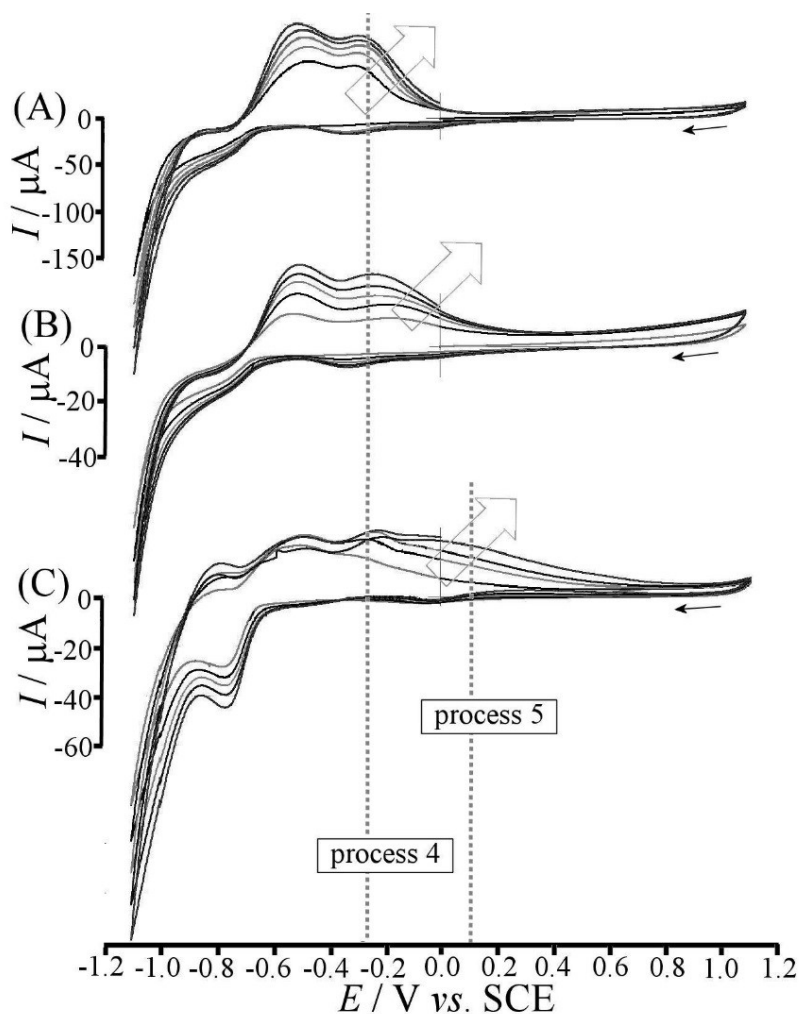 (A)
0
-50
-100
-150
I / μA
(B)
0
-20
-40
I / μA
(C)
0
-20
-40
-60
I / μA
process 5
process 4
-1.2 -1.0 -0.8 -0.6 -0.4 -0.2 0.0 0.2 0.4 0.6 0.8 1.0 1.2
E / V vs. SCE